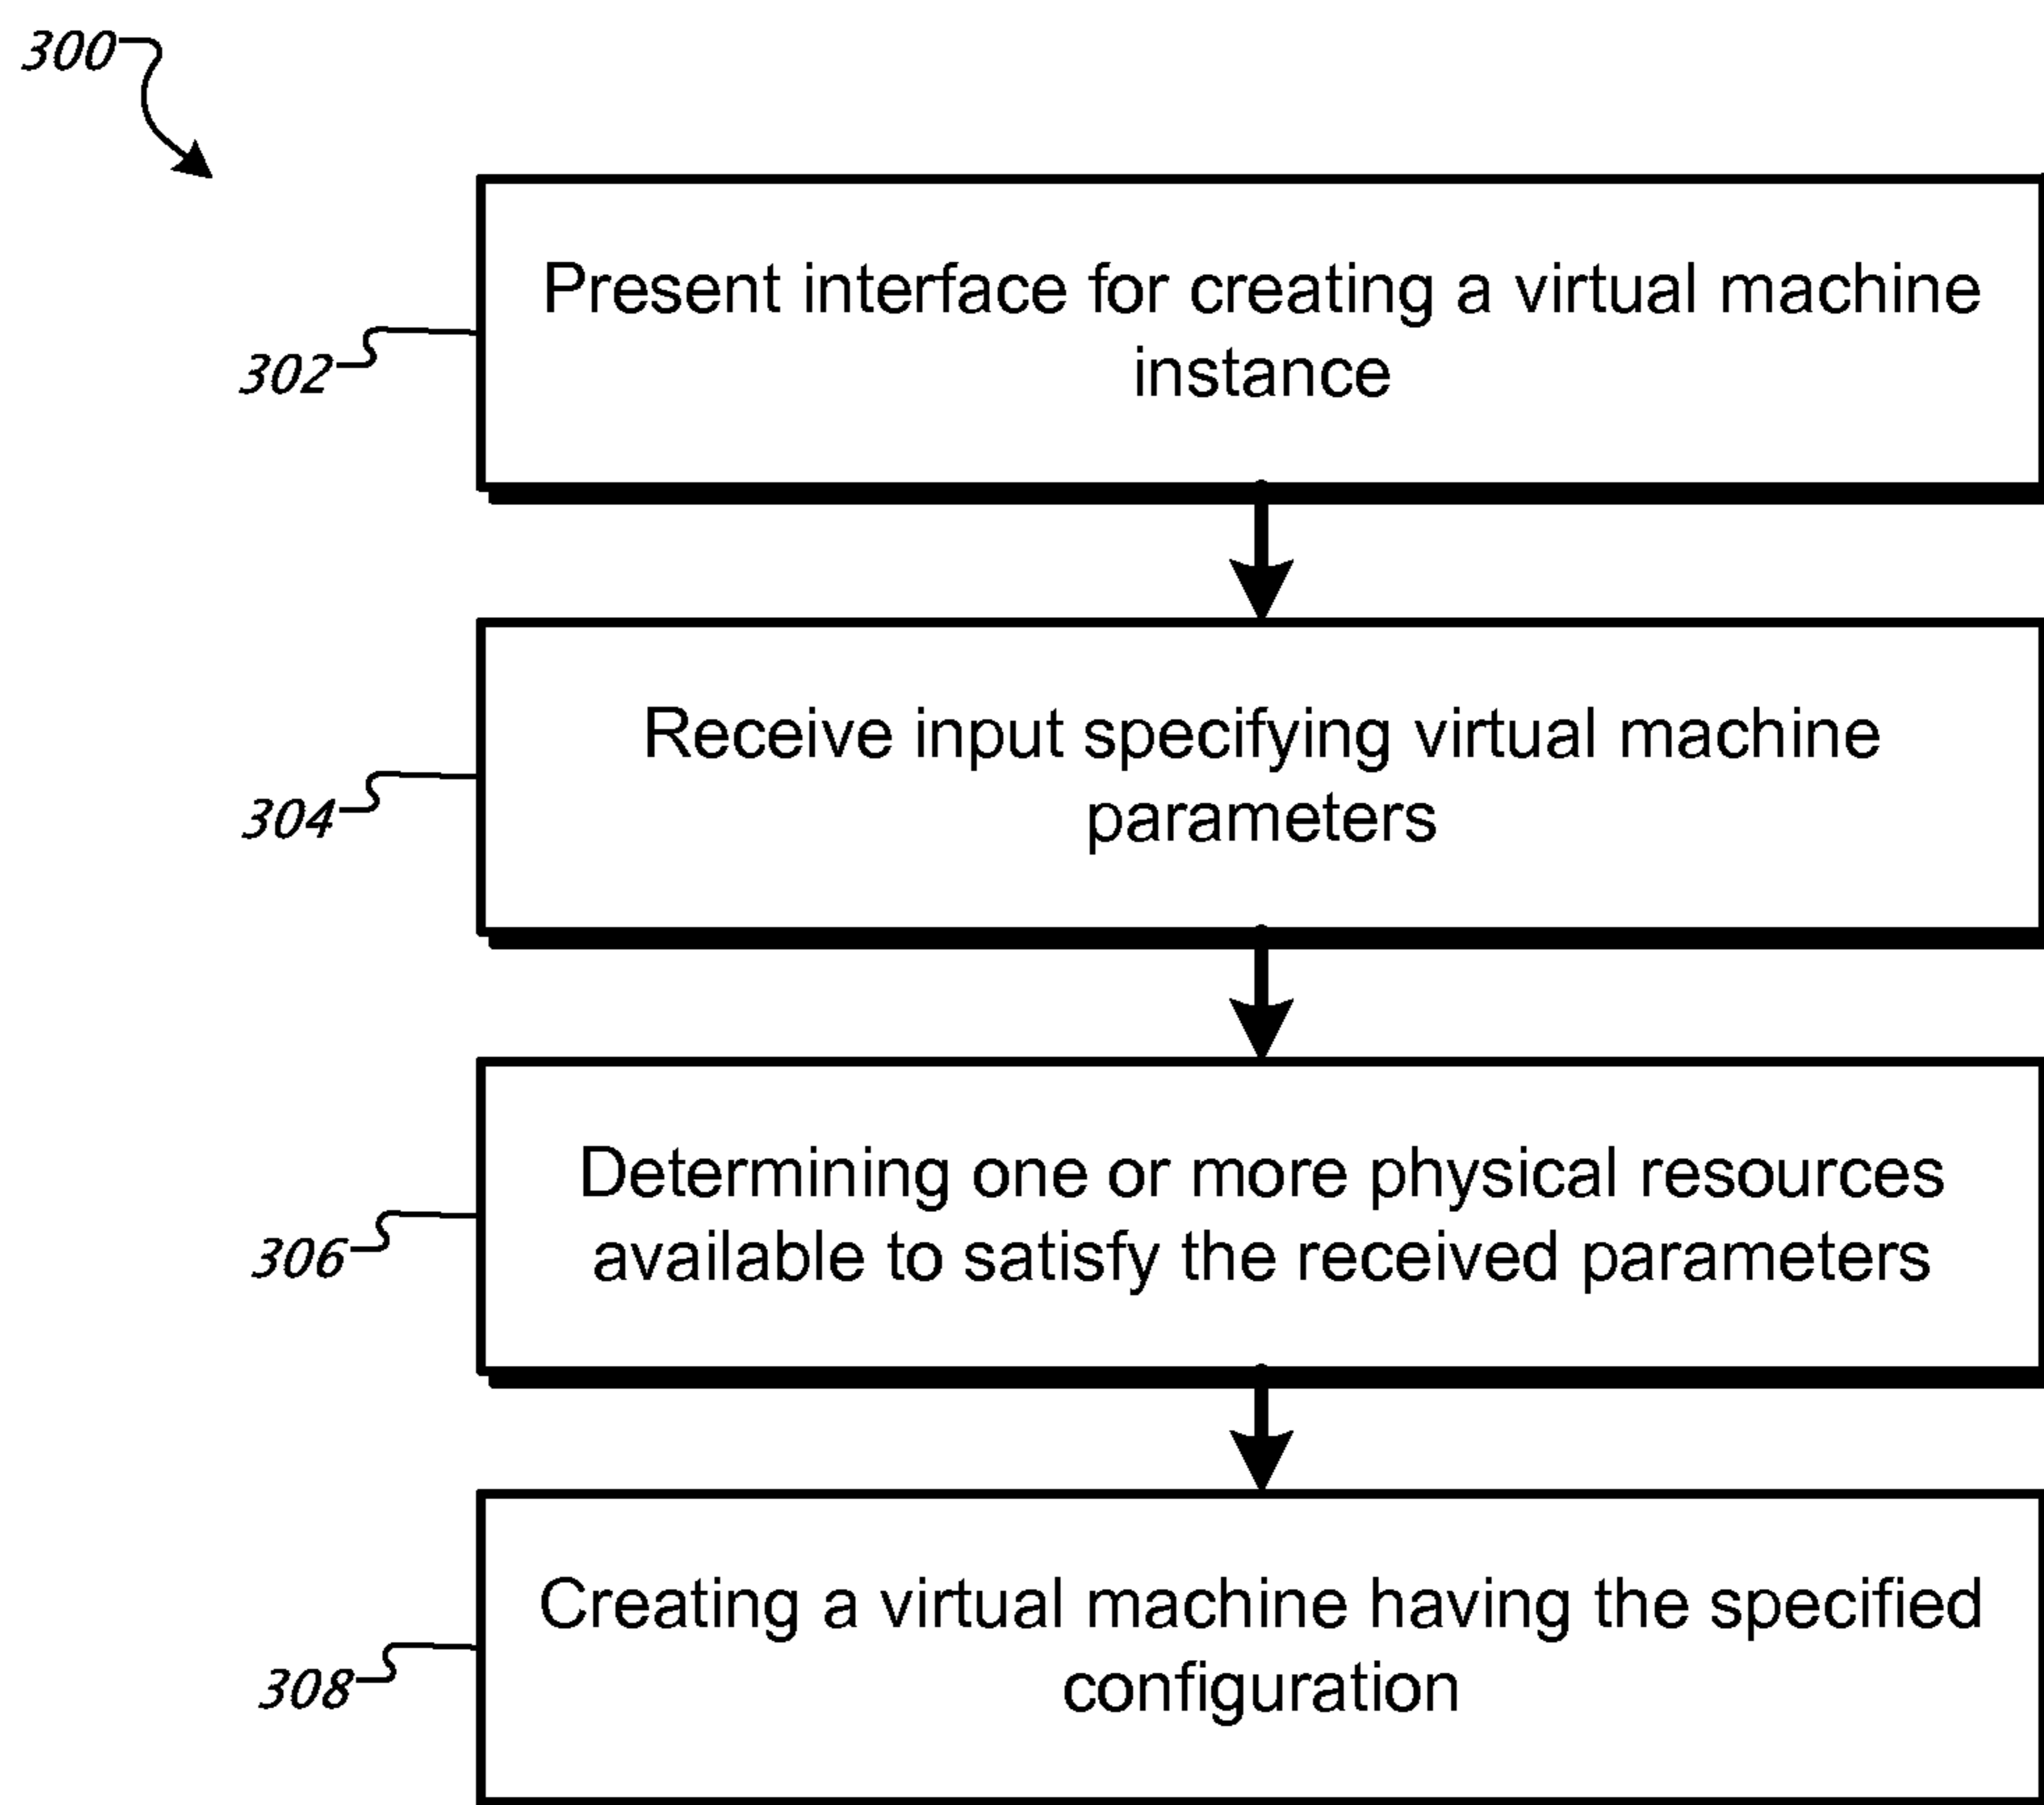 300
Present interface for creating a virtual machine
instance
302
Receive input specifying virtual machine
parameters
304
Determining one or more physical resources
available to satisfy the received parameters
306
Creating a virtual machine having the specified
configuration
308